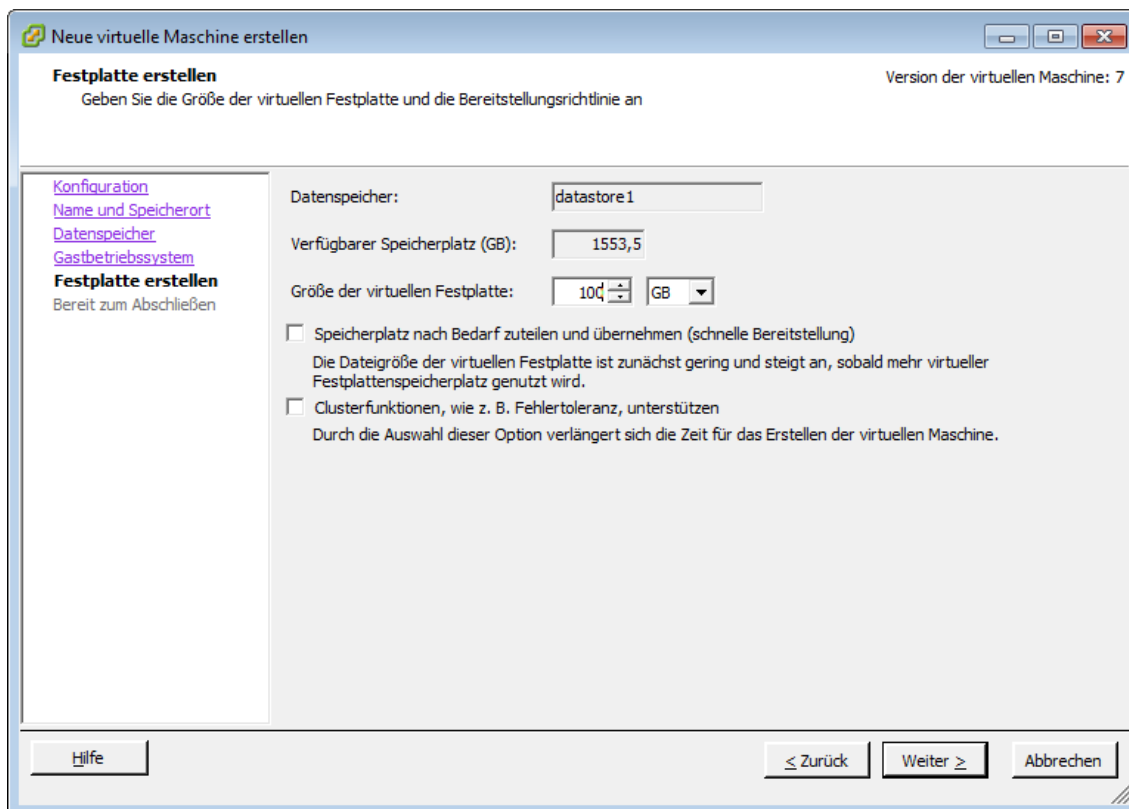 Neue virtuelle Maschine erstellen
Festplatte erstellen
Version der virtuellen Maschine: 7
Geben Sie die Größe der virtuellen Festplatte und die Bereitstellungsrichtlinie an
Konfiguration
Name und Speicherort
Datenspeicher
Gastbetriebssystem
Festplatte erstellen
Bereit zum Abschließen
Datenspeicher: datastore1
Verfügbarer Speicherplatz (GB): 1553,5
Größe der virtuellen Festplatte: 100 GB
Speicherplatz nach Bedarf zuteilen und übernehmen (schnelle Bereitstellung)
Die Dateigröße der virtuellen Festplatte ist zunächst gering und steigt an, sobald mehr virtueller
Festplattenspeicherplatz genutzt wird.
Clusterfunktionen, wie z. B. Fehlertoleranz, unterstützen
Durch die Auswahl dieser Option verlängert sich die Zeit für das Erstellen der virtuellen Maschine.
Hilfe
< Zurück
Weiter >
Abbrechen